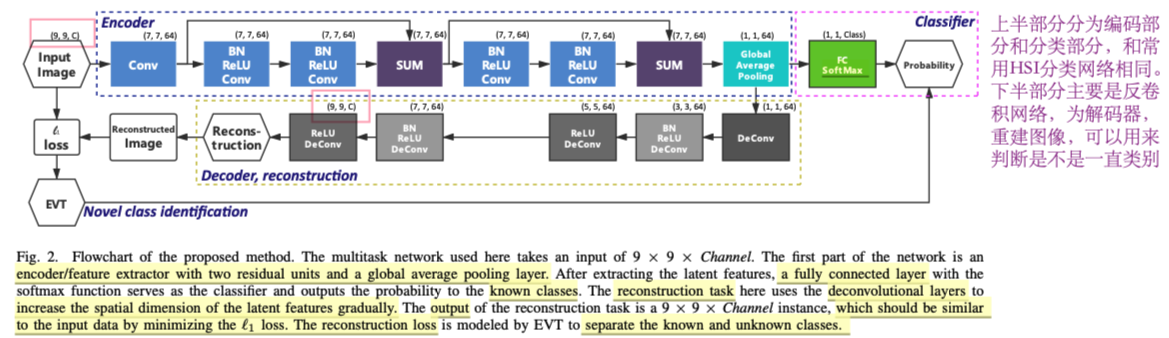 Encoder
Classifier
(9, 9, C)
(7, 7, 64)
(7, 7, 64)
(7, 7, 64)
(7, 7, 64)
(7, 7, 64)
(7, 7, 64)
(7, 7, 64)
(1, 1, 64)
(1, 1, Class)
Input
Image
Conv
BN
ReLU
Conv
BN
ReLU
Conv
SUM
BN
ReLU
Conv
BN
ReLU
Conv
SUM
Global
Average
Pooling
FC
SoftMax
Probability
(9, 9, C)
(7, 7, 64)
(5, 5, 64)
(3, 3, 64)
(1, 1, 64)
ℓ₁
loss
Reconstructed
Image
Recons-
truction
ReLU
DeConv
BN
ReLU
DeConv
ReLU
DeConv
BN
ReLU
DeConv
DeConv
Decoder, reconstruction
EVT
Novel class identification
上半部分分为编码部
分和分类部分，和常
用HSI分类网络相同。
下半部分主要是反卷
积网络，为解码器，
重建图像，可以用来
判断是不是一直类别
Fig. 2. Flowchart of the proposed method. The multitask network used here takes an input of 9 × 9 × Channel. The first part of the network is an
encoder/feature extractor with two residual units and a global average pooling layer. After extracting the latent features, a fully connected layer with the
softmax function serves as the classifier and outputs the probability to the known classes. The reconstruction task here uses the deconvolutional layers to
increase the spatial dimension of the latent features gradually. The output of the reconstruction task is a 9 × 9 × Channel instance, which should be similar
to the input data by minimizing the ℓ1 loss. The reconstruction loss is modeled by EVT to separate the known and unknown classes.